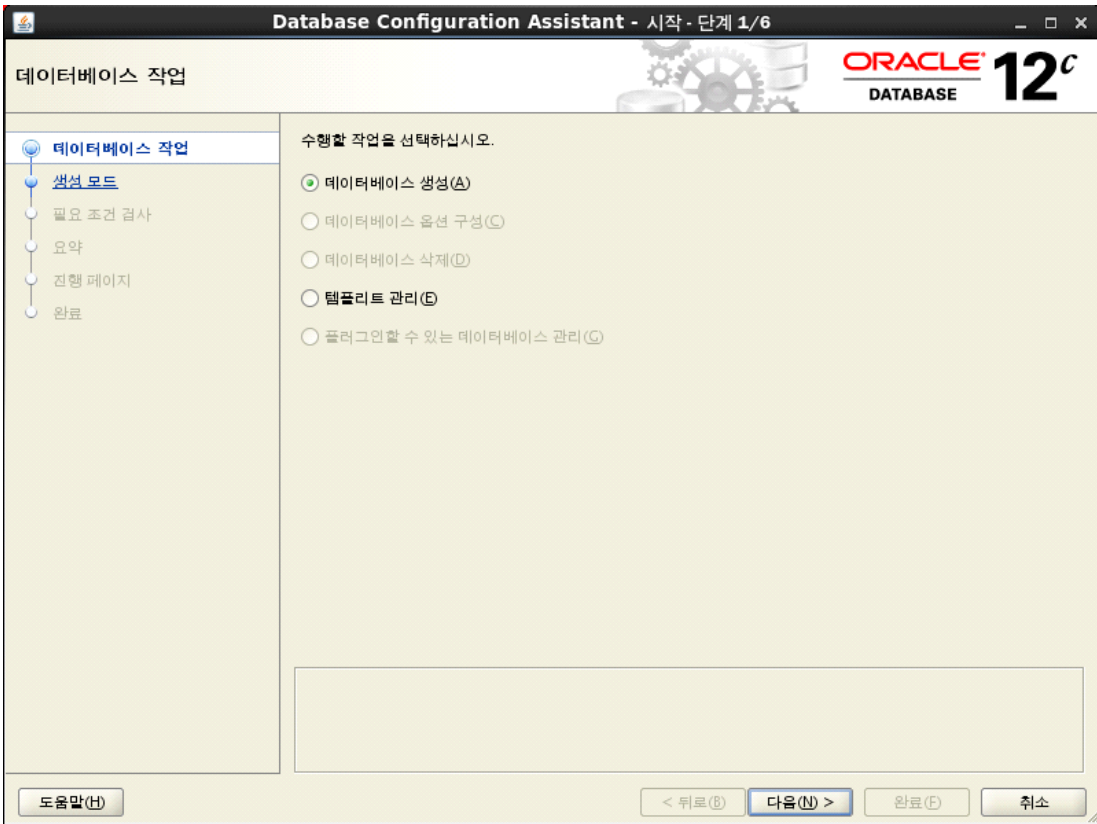 Database Configuration Assistant - 시작 - 단계 1/6
데이터베이스 작업
ORACLE DATABASE 12c
데이터베이스 작업
생성 모드
필요 조건 검사
요약
진행 페이지
완료
수행할 작업을 선택하십시오.
데이터베이스 생성(A)
데이터베이스 옵션 구성(C)
데이터베이스 삭제(D)
템플리트 관리(E)
플러그인할 수 있는 데이터베이스 관리(G)
도움말(H)
< 뒤로(B) 다음(N) > 완료(F) 취소